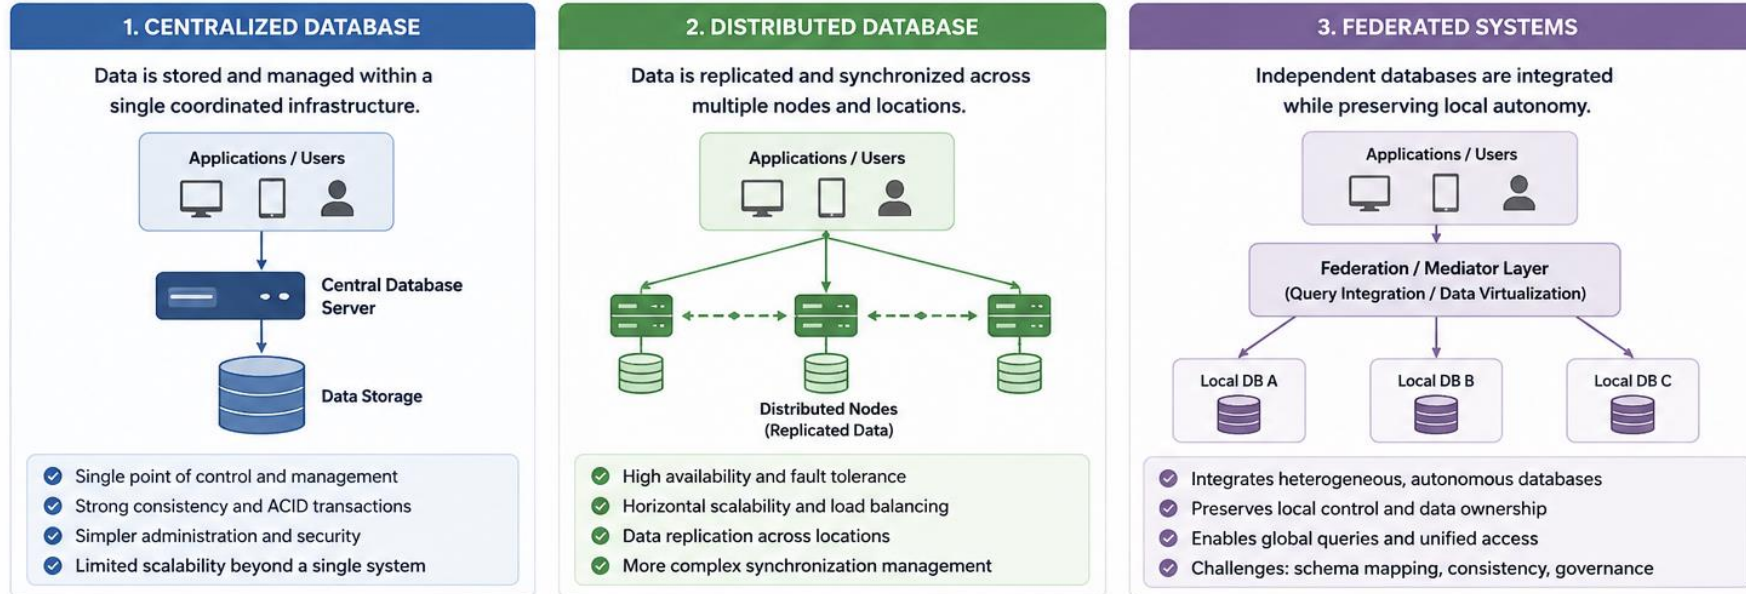 1. CENTRALIZED DATABASE
Data is stored and managed within a
single coordinated infrastructure.
Applications / Users
Central Database
Server
Data Storage
Single point of control and management
Strong consistency and ACID transactions
Simpler administration and security
Limited scalability beyond a single system
2. DISTRIBUTED DATABASE
Data is replicated and synchronized across
multiple nodes and locations.
Applications / Users
Distributed Nodes
(Replicated Data)
High availability and fault tolerance
Horizontal scalability and load balancing
Data replication across locations
More complex synchronization management
3. FEDERATED SYSTEMS
Independent databases are integrated
while preserving local autonomy.
Applications / Users
Federation / Mediator Layer
(Query Integration / Data Virtualization)
Local DB A
Local DB B
Local DB C
Integrates heterogeneous, autonomous databases
Preserves local control and data ownership
Enables global queries and unified access
Challenges: schema mapping, consistency, governance